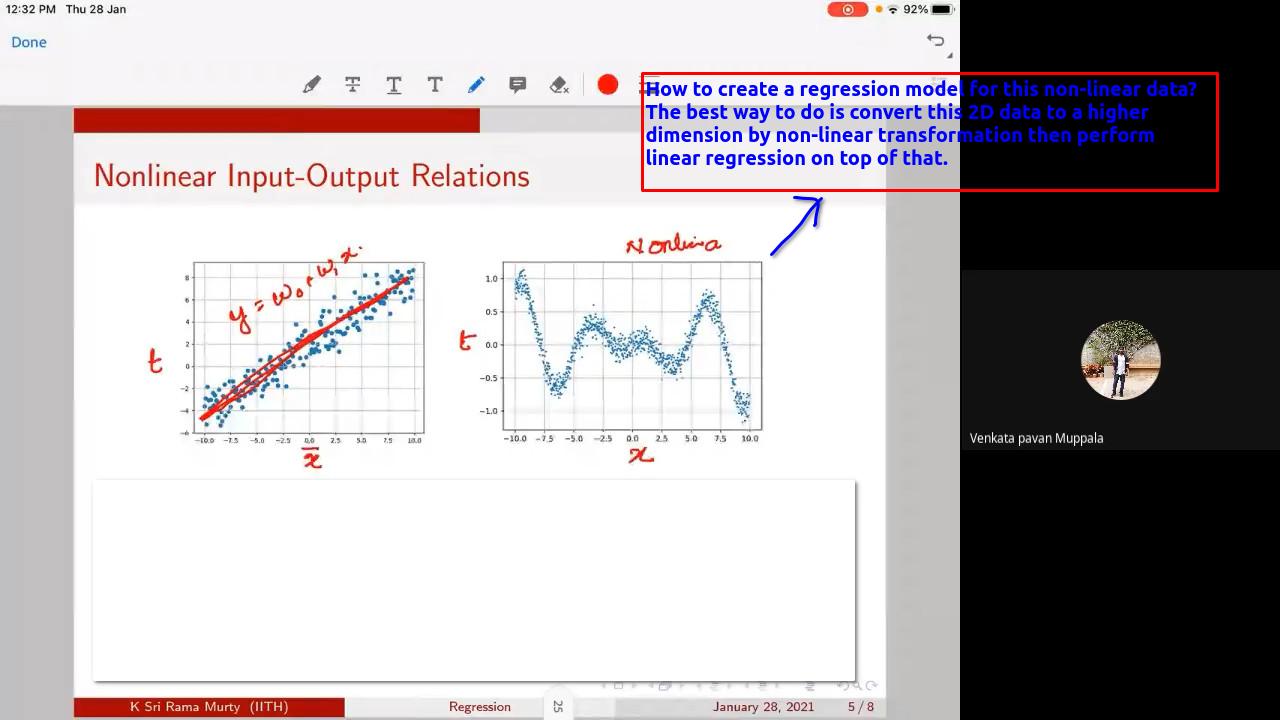 12:32 PM Thu 28 Jan
92%
Done
T T T
How to create a regression model for this non-linear data?
The best way to do is convert this 2D data to a higher
dimension by non-linear transformation then perform
linear regression on top of that.
Nonlinear Input-Output Relations
y = w₀ + w₁ x
8
6
4
2
0
−2
−4
−6
−10.0 −7.5 −5.0 −2.5 0.0 2.5 5.0 7.5 10.0
t
x̄
Nonlinea
1.0
0.5
0.0
−0.5
−1.0
−10.0 −7.5 −5.0 −2.5 0.0 2.5 5.0 7.5 10.0
t
x
Venkata pavan Muppala
K Sri Rama Murty (IITH) Regression 25 January 28, 2021 5 / 8